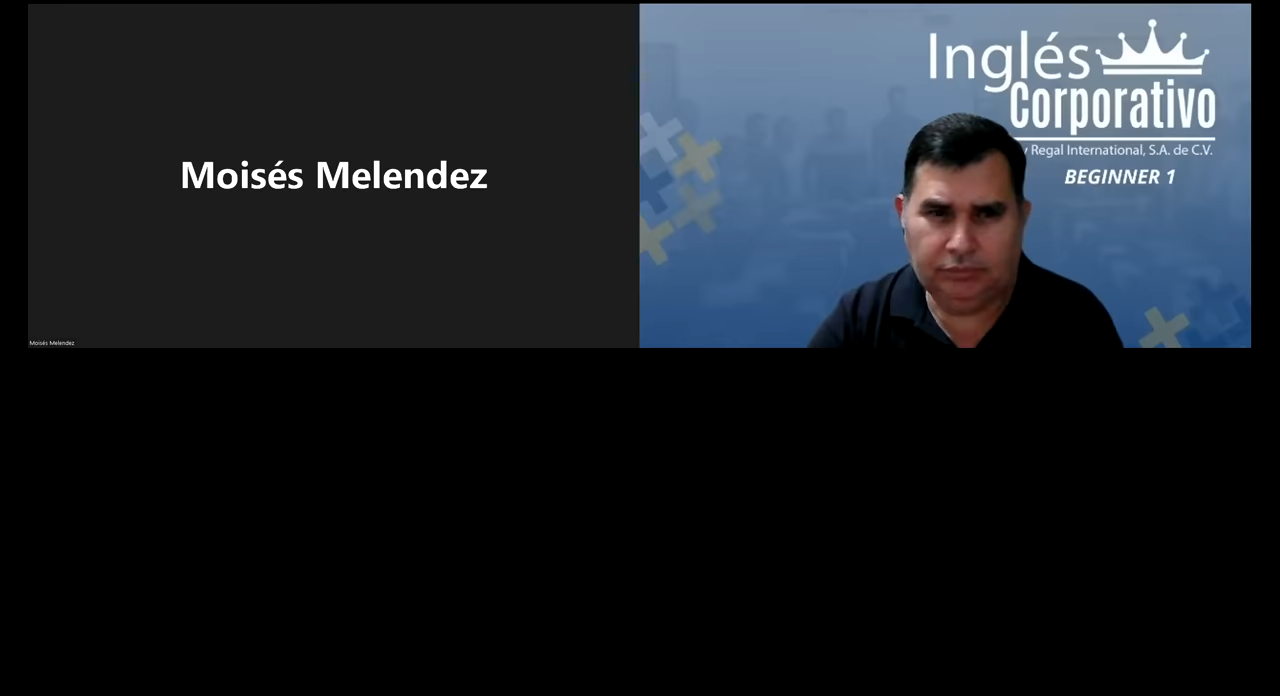 Moisés Melendez
Moisés Melendez
Inglés
Corporativo
y Regal International, S.A. de C.V.
BEGINNER 1